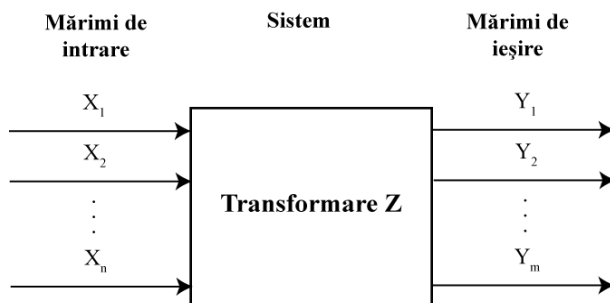 Mărimi de
intrare
Sistem
Mărimi de
ieşire
X1
X2
.
.
.
Xn
Transformare Z
Y1
Y2
.
.
.
Ym